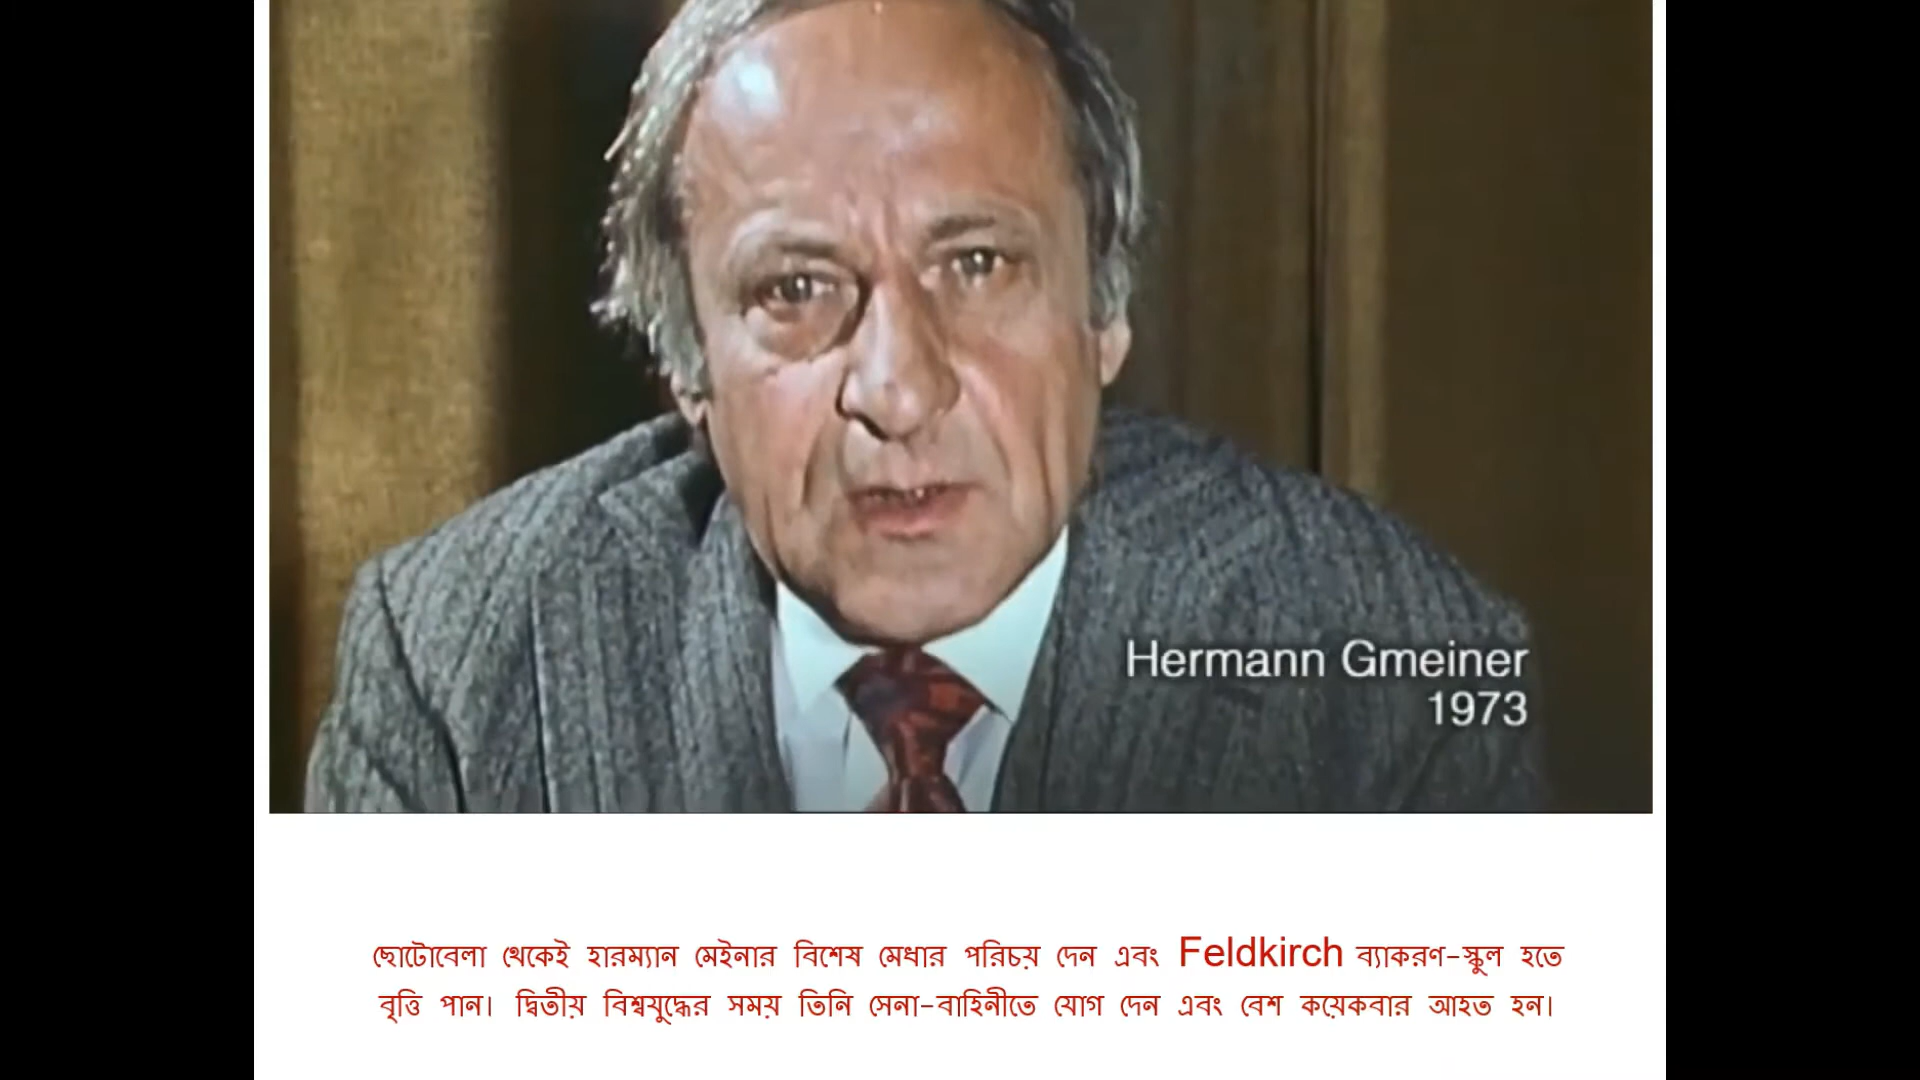 Hermann Gmeiner
1973
ছোটোবেলা থেকেই হারম্যান মেইনার বিশেষ মেধার পরিচয় দেন এবং Feldkirch ব্যাকরণ-স্কুল হতে
বৃত্তি পান। দ্বিতীয় বিশ্বযুদ্ধের সময় তিনি সেনা-বাহিনীতে যোগ দেন এবং বেশ কয়েকবার আহত হন।